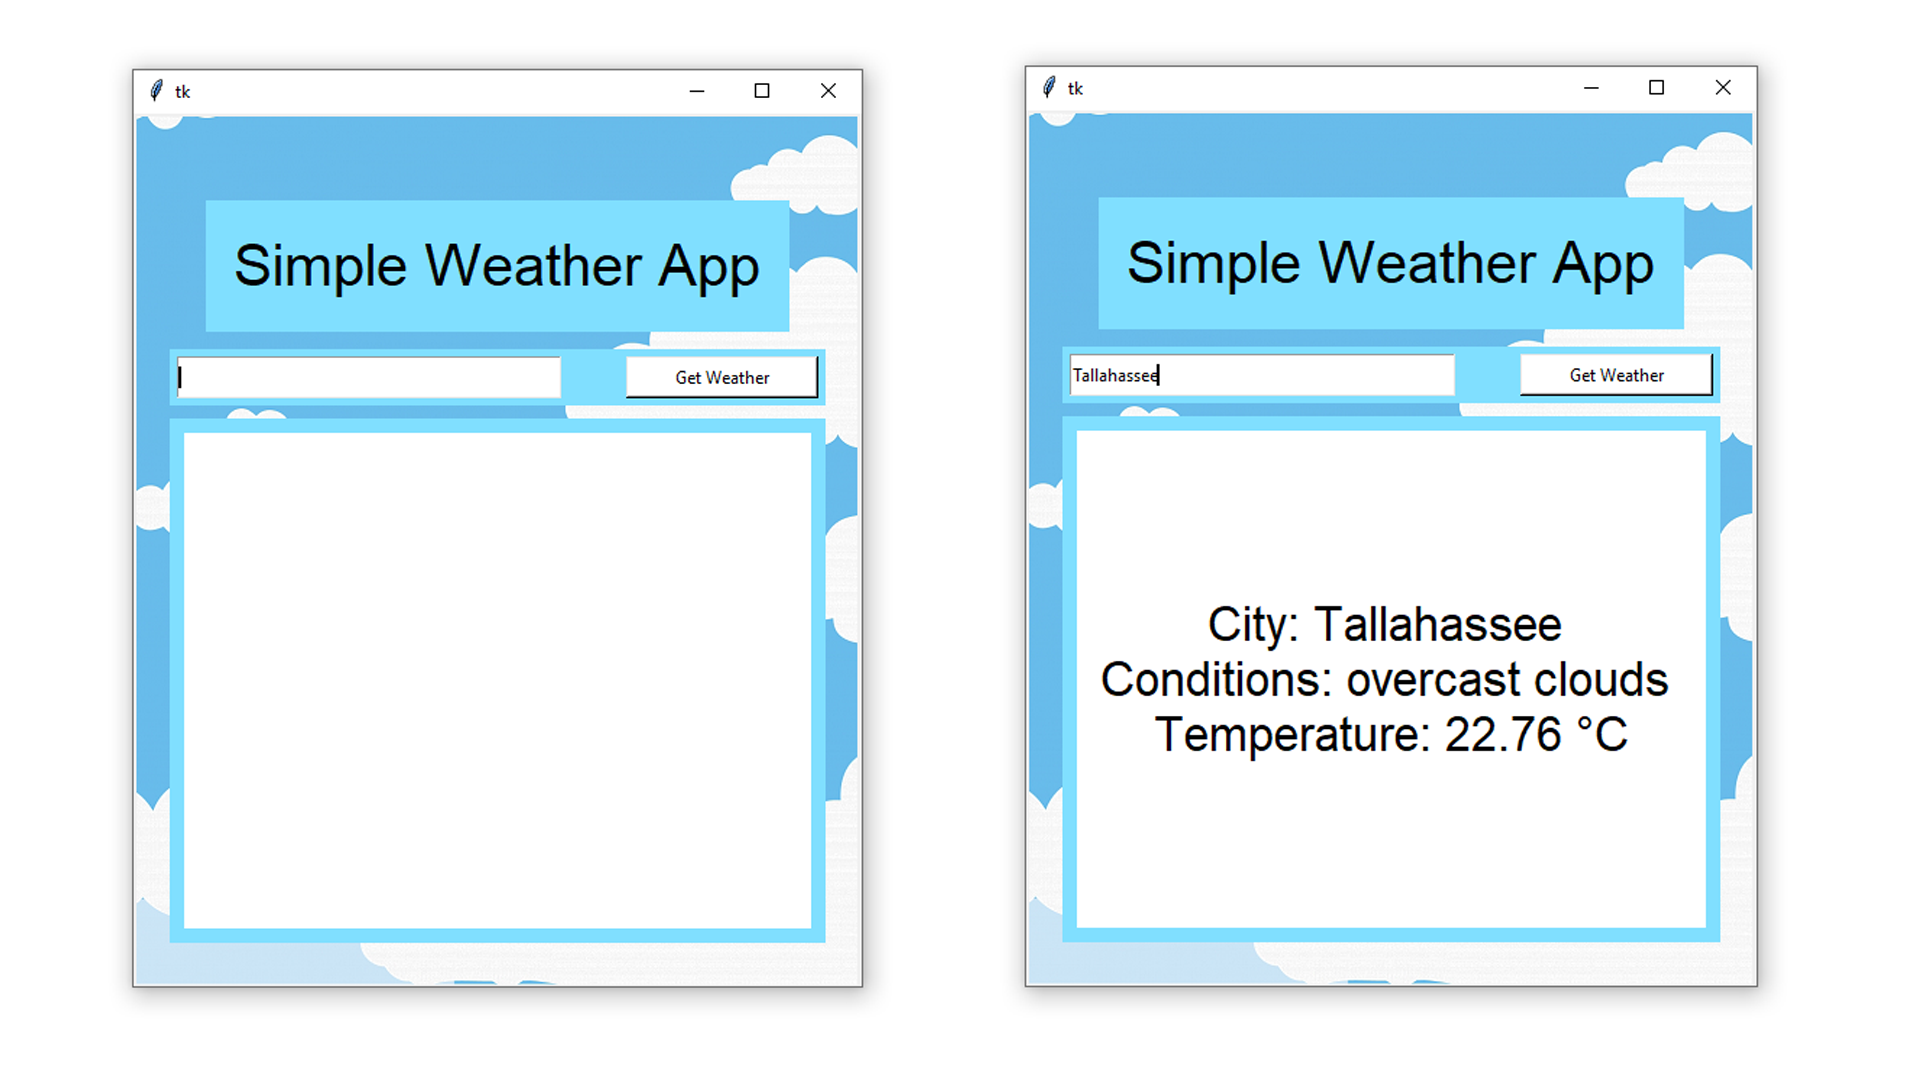 tk
Simple Weather App
Get Weather
tk
Simple Weather App
Tallahassee
Get Weather
City: Tallahassee
Conditions: overcast clouds
Temperature: 22.76 °C